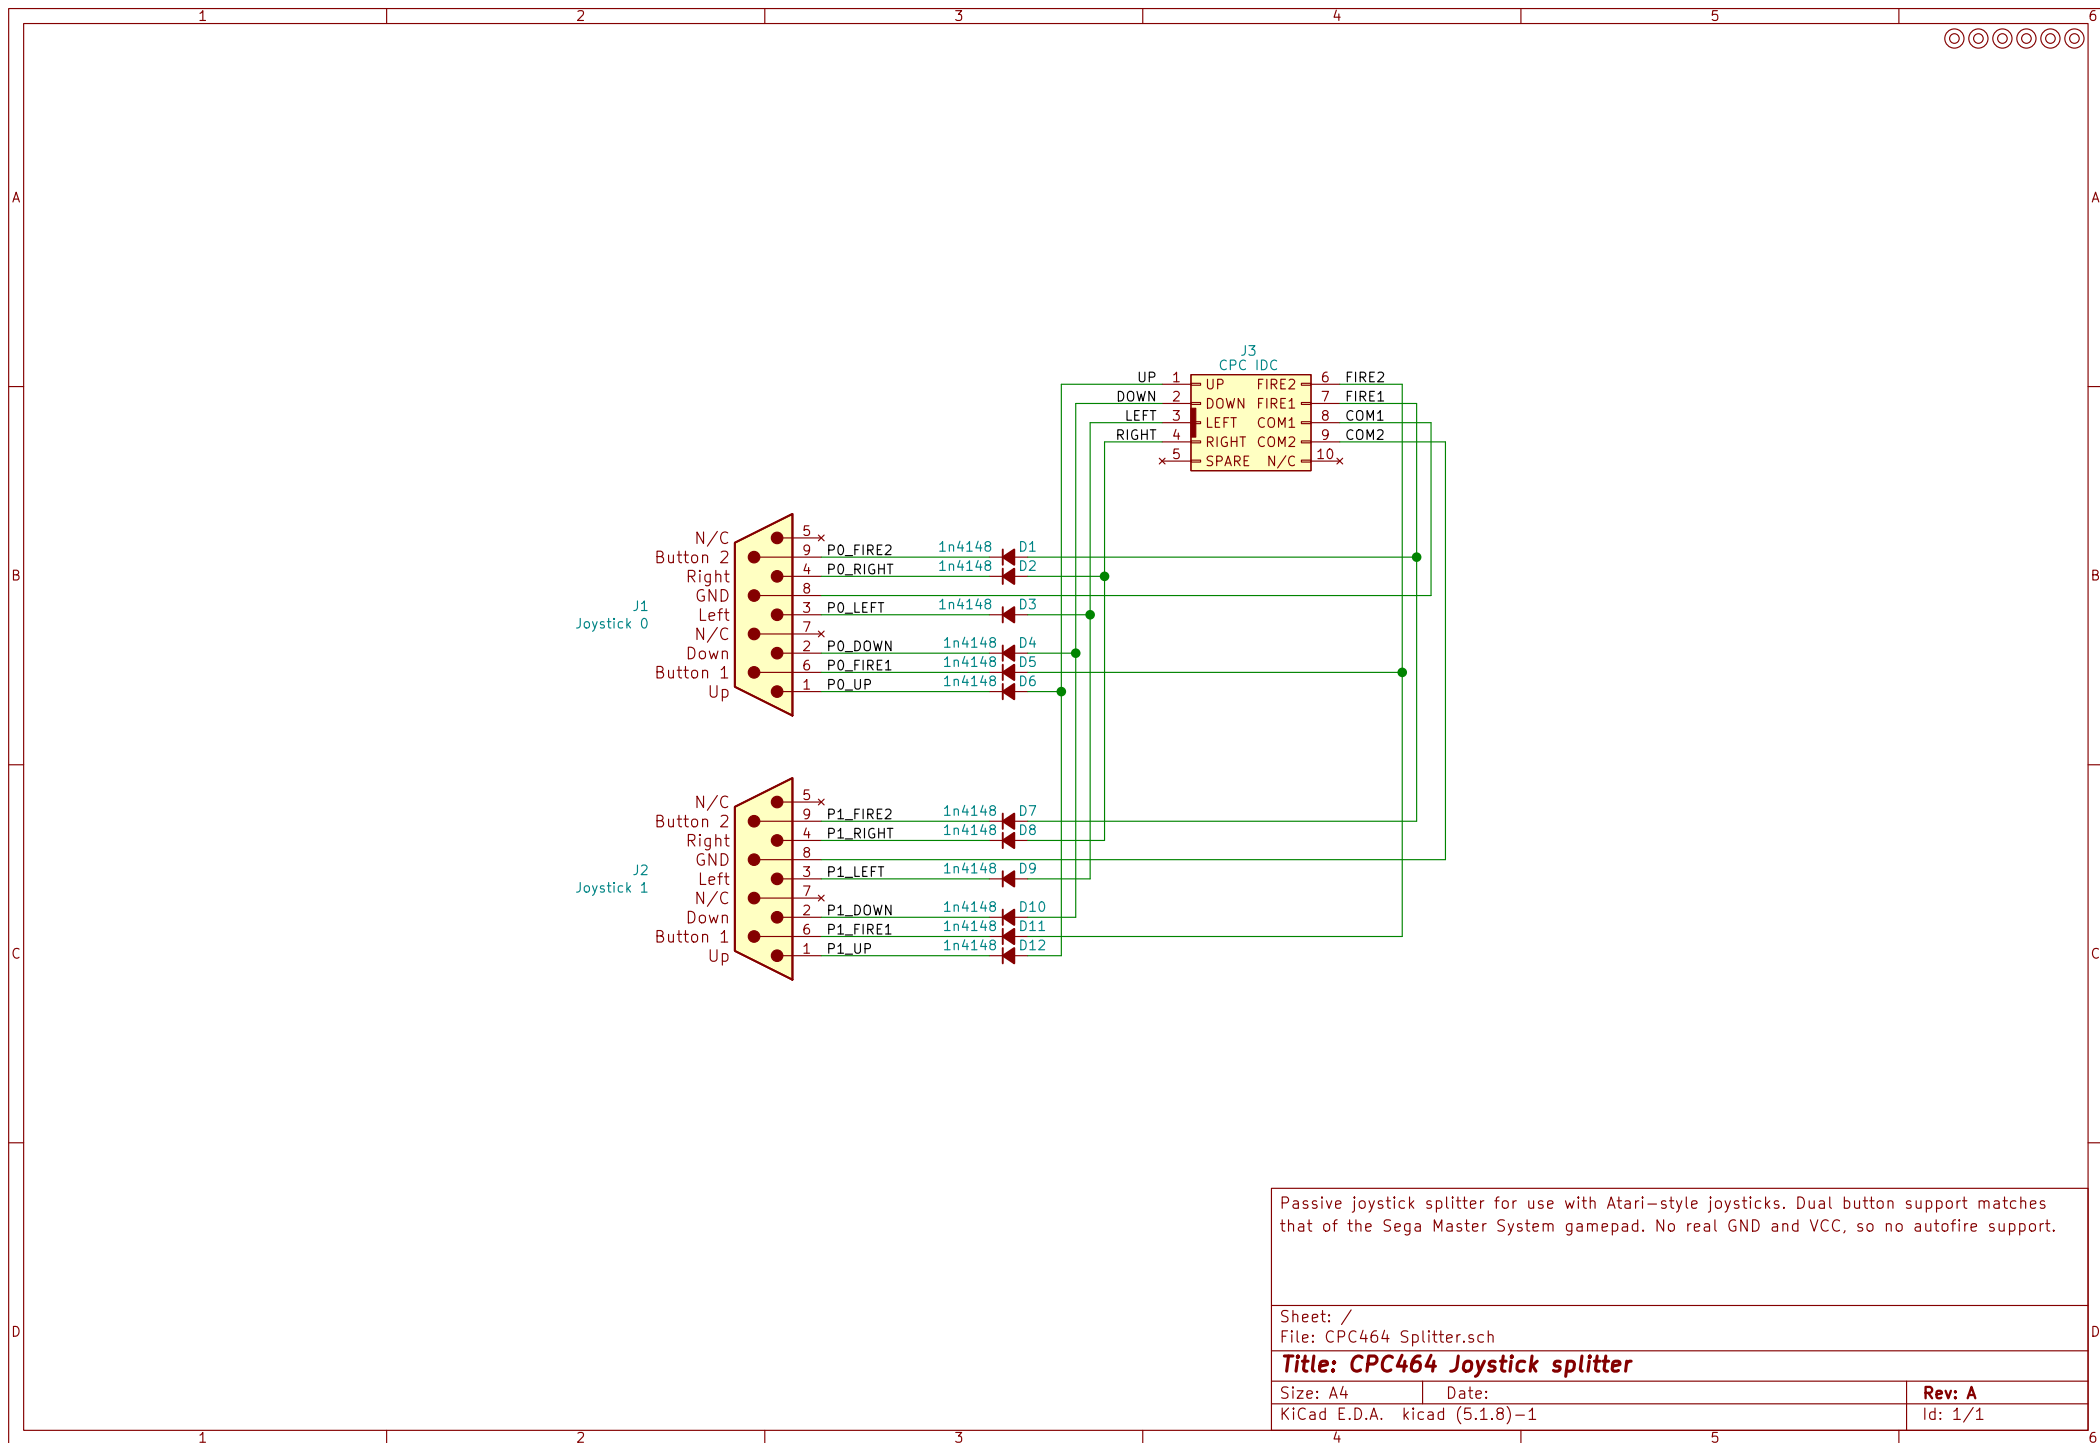 1 2 3 4 5 6
A A
J3
CPC IDC
UP 1 UP FIRE2 6 FIRE2
DOWN 2 DOWN FIRE1 7 FIRE1
LEFT 3 LEFT COM1 8 COM1
RIGHT 4 RIGHT COM2 9 COM2
5 SPARE N/C 10
N/C 5
Button 2 9 P0_FIRE2 1n4148 D1
Right 4 P0_RIGHT 1n4148 D2
B B
GND 8
J1
Joystick 0
Left 3 P0_LEFT 1n4148 D3
N/C 7
Down 2 P0_DOWN 1n4148 D4
Button 1 6 P0_FIRE1 1n4148 D5
Up 1 P0_UP 1n4148 D6
N/C 5
Button 2 9 P1_FIRE2 1n4148 D7
Right 4 P1_RIGHT 1n4148 D8
GND 8
J2
Joystick 1
Left 3 P1_LEFT 1n4148 D9
N/C 7
Down 2 P1_DOWN 1n4148 D10
Button 1 6 P1_FIRE1 1n4148 D11
Up 1 P1_UP 1n4148 D12
C C
Passive joystick splitter for use with Atari-style joysticks. Dual button support matches
that of the Sega Master System gamepad. No real GND and VCC, so no autofire support.
Sheet: /
File: CPC464 Splitter.sch
D D
Title: CPC464 Joystick splitter
Size: A4 Date: Rev: A
KiCad E.D.A. kicad (5.1.8)-1 Id: 1/1
1 2 3 4 5 6